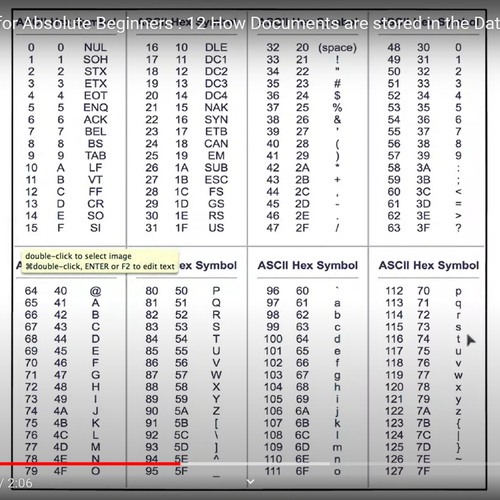 for Absolute Beginners : 12 How Documents are stored in the Dat
0 0 NUL 16 10 DLE 32 20 (space) 48 30 0
1 1 SOH 17 11 DC1 33 21 ! 49 31 1
2 2 STX 18 12 DC2 34 22 " 50 32 2
3 3 ETX 19 13 DC3 35 23 # 51 33 3
4 4 EOT 20 14 DC4 36 24 $ 52 34 4
5 5 ENQ 21 15 NAK 37 25 % 53 35 5
6 6 ACK 22 16 SYN 38 26 & 54 36 6
7 7 BEL 23 17 ETB 39 27 ' 55 37 7
8 8 BS 24 18 CAN 40 28 ( 56 38 8
9 9 TAB 25 19 EM 41 29 ) 57 39 9
10 A LF 26 1A SUB 42 2A * 58 3A :
11 B VT 27 1B ESC 43 2B + 59 3B ;
12 C FF 28 1C FS 44 2C , 60 3C <
13 D CR 29 1D GS 45 2D - 61 3D =
14 E SO 30 1E RS 46 2E . 62 3E >
15 F SI 31 1F US 47 2F / 63 3F ?
double-click to select image
⌘double-click, ENTER or F2 to edit text
ex Symbol ASCII Hex Symbol ASCII Hex Symbol
64 40 @ 80 50 P 96 60 ` 112 70 p
65 41 A 81 51 Q 97 61 a 113 71 q
66 42 B 82 52 R 98 62 b 114 72 r
67 43 C 83 53 S 99 63 c 115 73 s
68 44 D 84 54 T 100 64 d 116 74 t
69 45 E 85 55 U 101 65 e 117 75 u
70 46 F 86 56 V 102 66 f 118 76 v
71 47 G 87 57 W 103 67 g 119 77 w
72 48 H 88 58 X 104 68 h 120 78 x
73 49 I 89 59 Y 105 69 i 121 79 y
74 4A J 90 5A Z 106 6A j 122 7A z
75 4B K 91 5B [ 107 6B k 123 7B {
76 4C L 92 5C \ 108 6C l 124 7C |
77 4D M 93 5D ] 109 6D m 125 7D }
78 4E N 94 5E ^ 110 6E n 126 7E ~
79 4F O 95 5F _ 111 6F o 127 7F
/ 2:06